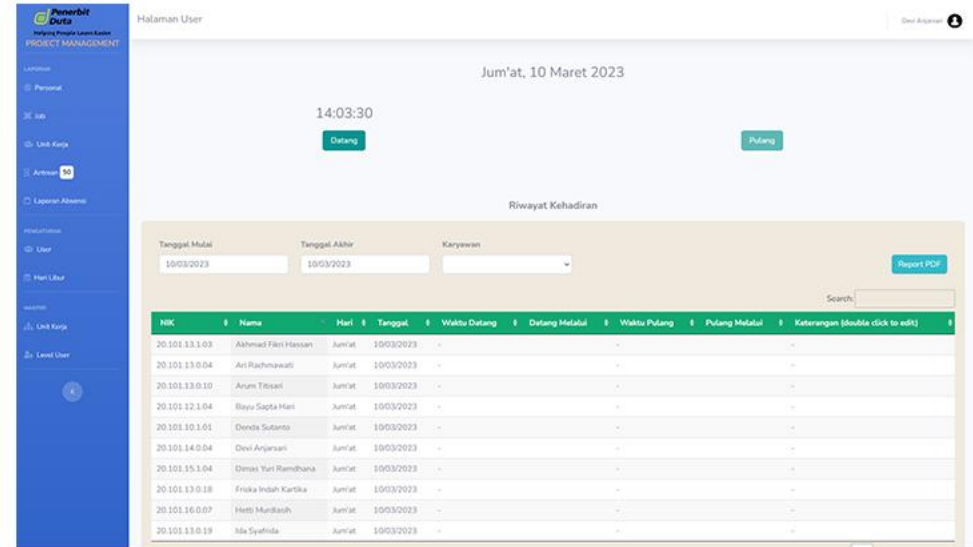 Penerbit
Duta
Helping People Learn Easier
PROJECT MANAGEMENT
Halaman User
Devi Anjarsari
LAPORAN
Personal
Job
Unit Kerja
Antrean 50
Laporan Absensi
PENGATURAN
User
Hari Libur
MASTER
Unit Kerja
Level User
Jum'at, 10 Maret 2023
14:03:30
Datang
Pulang
Riwayat Kehadiran
Tanggal Mulai Tanggal Akhir Karyawan
10/03/2023 10/03/2023
Report PDF
Search:
NIK Nama Hari Tanggal Waktu Datang Datang Melalui Waktu Pulang Pulang Melalui Keterangan (double click to edit)
20.101.13.1.03 Akhmad Fikri Hassan Jum'at 10/03/2023 - - -
20.101.13.0.04 Ari Rachmawati Jum'at 10/03/2023 - - -
20.101.13.0.10 Arum Titisari Jum'at 10/03/2023 - - -
20.101.12.1.04 Bayu Sapta Hari Jum'at 10/03/2023 - - -
20.101.10.1.01 Denda Sutanto Jum'at 10/03/2023 - - -
20.101.14.0.04 Devi Anjarsari Jum'at 10/03/2023 - - -
20.101.15.1.04 Dimas Yuri Ramdhana Jum'at 10/03/2023 - - -
20.101.13.0.18 Friska Indah Kartika Jum'at 10/03/2023 - - -
20.101.16.0.07 Hetti Murdiasih Jum'at 10/03/2023 - - -
20.101.13.0.19 Ida Syafrida Jum'at 10/03/2023 - - -